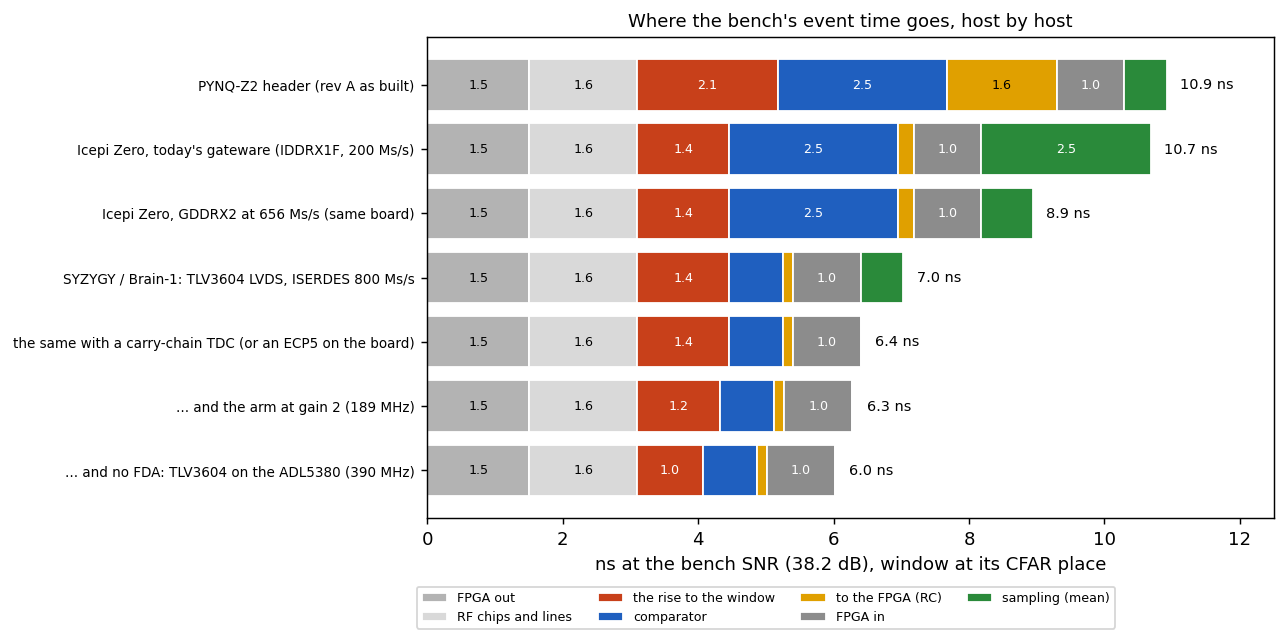 Where the bench's event time goes, host by host
PYNQ-Z2 header (rev A as built) 1.5 1.6 2.1 2.5 1.6 1.0 10.9 ns
Icepi Zero, today's gateware (IDDRX1F, 200 Ms/s) 1.5 1.6 1.4 2.5 1.0 2.5 10.7 ns
Icepi Zero, GDDRX2 at 656 Ms/s (same board) 1.5 1.6 1.4 2.5 1.0 8.9 ns
SYZYGY / Brain-1: TLV3604 LVDS, ISERDES 800 Ms/s 1.5 1.6 1.4 1.0 7.0 ns
the same with a carry-chain TDC (or an ECP5 on the board) 1.5 1.6 1.4 1.0 6.4 ns
... and the arm at gain 2 (189 MHz) 1.5 1.6 1.2 1.0 6.3 ns
... and no FDA: TLV3604 on the ADL5380 (390 MHz) 1.5 1.6 1.0 1.0 6.0 ns
0 2 4 6 8 10 12
ns at the bench SNR (38.2 dB), window at its CFAR place
FPGA out the rise to the window to the FPGA (RC) sampling (mean)
RF chips and lines comparator FPGA in